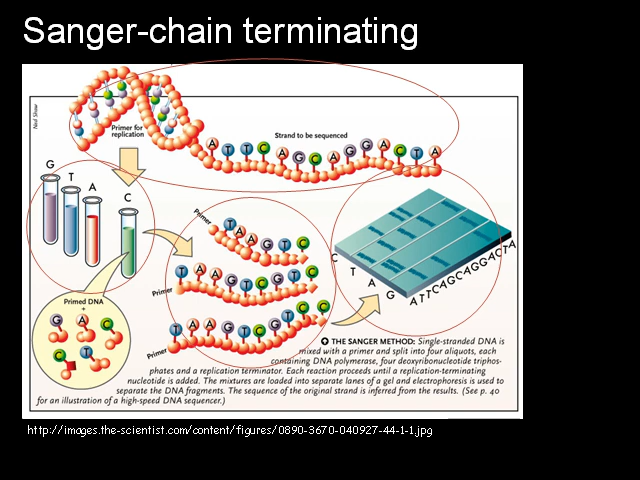 Sanger-chain terminating
Ned Shaw
Primer for
replication
Strand to be sequenced
A T T C A G C A G G A C T A
G T A C
Primer
T A A G T C
Primer
T A A G T C G T C
Primer
T A A G T C G T C C
C T A G
ATTCAGCAGGACTA
Primed DNA
+
G A C
C T
THE SANGER METHOD: Single-stranded DNA is
mixed with a primer and split into four aliquots, each
containing DNA polymerase, four deoxyribonucleotide triphos-
phates and a replication terminator. Each reaction proceeds until a replication-terminating
nucleotide is added. The mixtures are loaded into separate lanes of a gel and electrophoresis is used to
separate the DNA fragments. The sequence of the original strand is inferred from the results. (See p. 40
for an illustration of a high-speed DNA sequencer.)
http://images.the-scientist.com/content/figures/0890-3670-040927-44-1-1.jpg